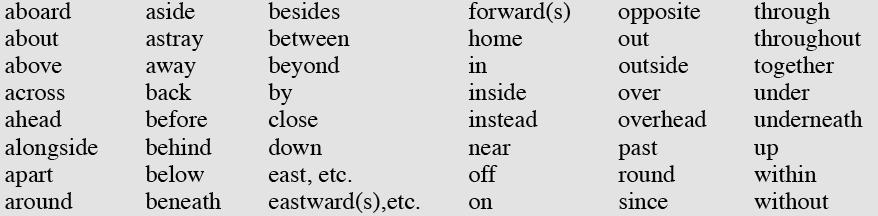 aboard aside besides forward(s) opposite through
about astray between home out throughout
above away beyond in outside together
across back by inside over under
ahead before close instead overhead underneath
alongside behind down near past up
apart below east, etc. off round within
around beneath eastward(s),etc. on since without